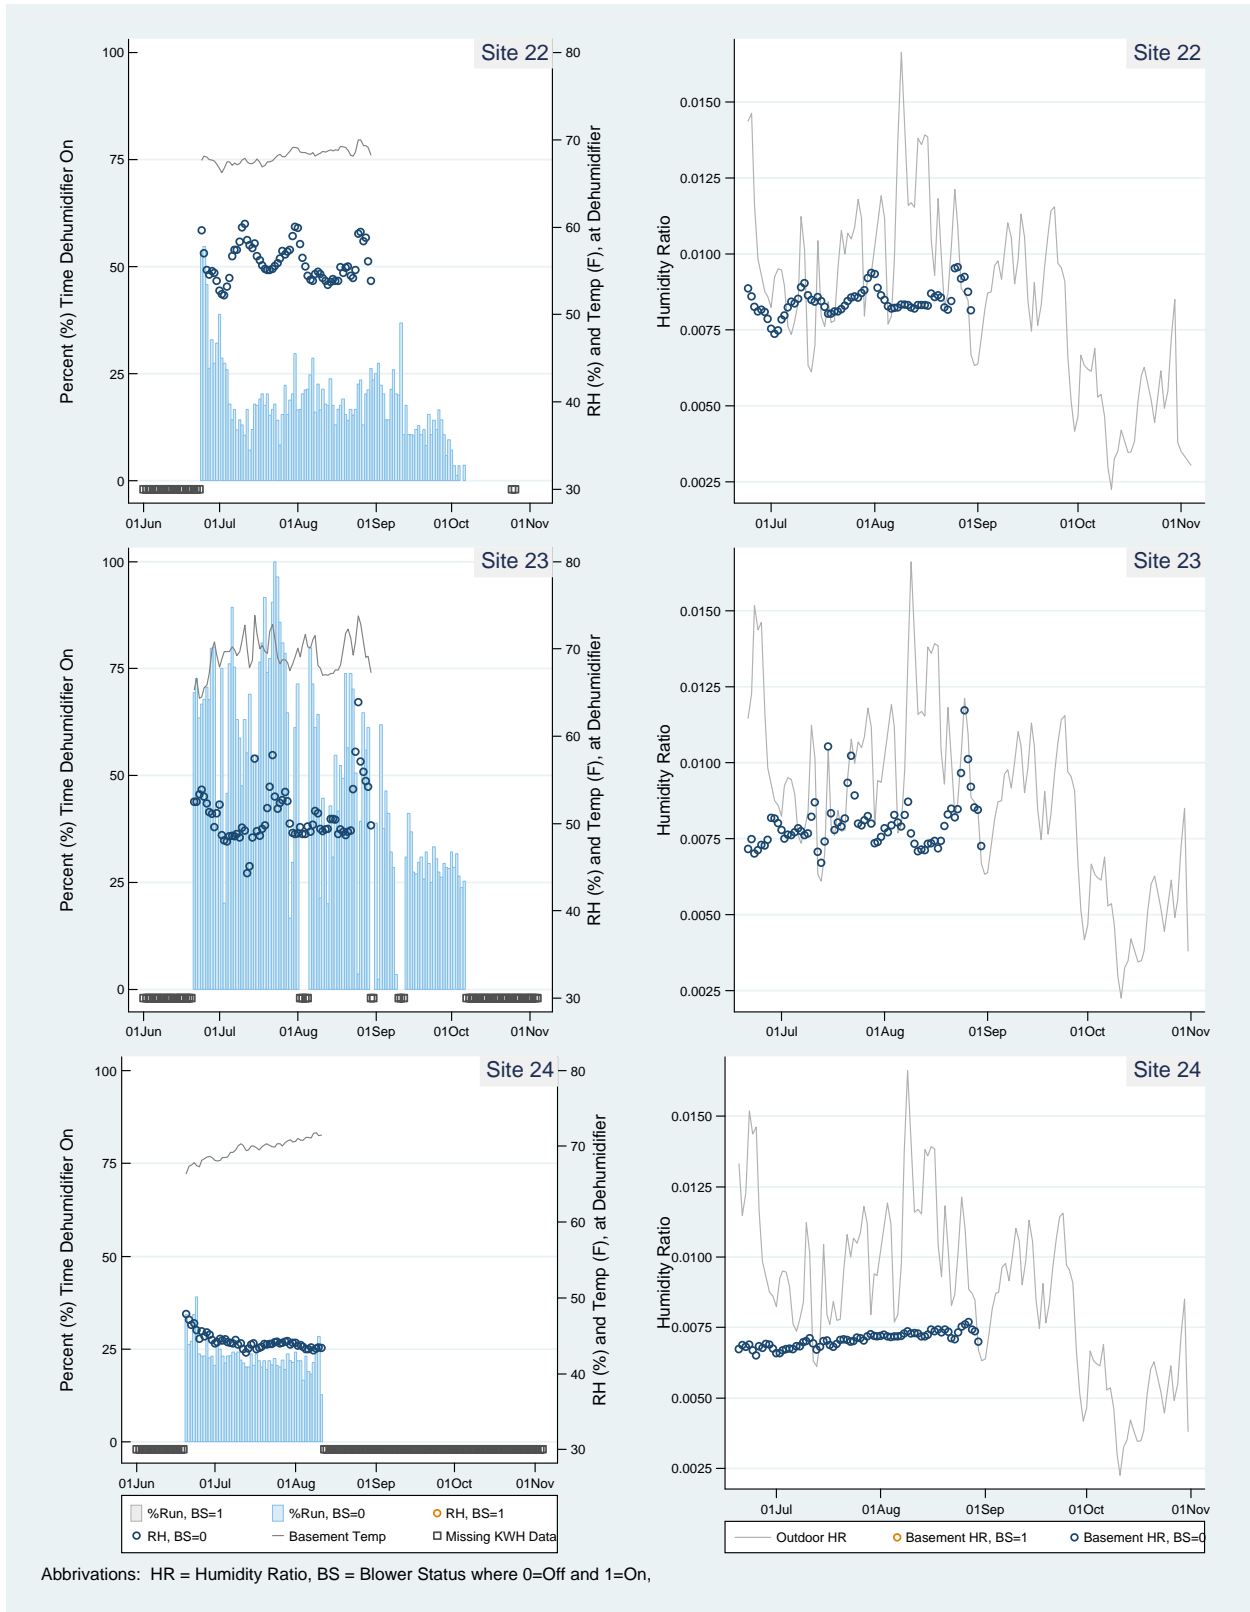 Site 22
Percent (%) Time Dehumidifier On
100
75
50
25
0
80
70
60
50
40
30
RH (%) and Temp (F), at Dehumidifier
01Jun 01Jul 01Aug 01Sep 01Oct 01Nov
Site 22
Humidity Ratio
0.0150
0.0125
0.0100
0.0075
0.0050
0.0025
01Jul 01Aug 01Sep 01Oct 01Nov
Site 23
Percent (%) Time Dehumidifier On
100
75
50
25
0
80
70
60
50
40
30
RH (%) and Temp (F), at Dehumidifier
01Jun 01Jul 01Aug 01Sep 01Oct 01Nov
Site 23
Humidity Ratio
0.0150
0.0125
0.0100
0.0075
0.0050
0.0025
01Jul 01Aug 01Sep 01Oct 01Nov
Site 24
Percent (%) Time Dehumidifier On
100
75
50
25
0
80
70
60
50
40
30
RH (%) and Temp (F), at Dehumidifier
01Jun 01Jul 01Aug 01Sep 01Oct 01Nov
%Run, BS=1 %Run, BS=0 RH, BS=1
RH, BS=0 Basement Temp Missing KWH Data
Site 24
Humidity Ratio
0.0150
0.0125
0.0100
0.0075
0.0050
0.0025
01Jul 01Aug 01Sep 01Oct 01Nov
Outdoor HR Basement HR, BS=1 Basement HR, BS=0
Abbrivations: HR = Humidity Ratio, BS = Blower Status where 0=Off and 1=On,